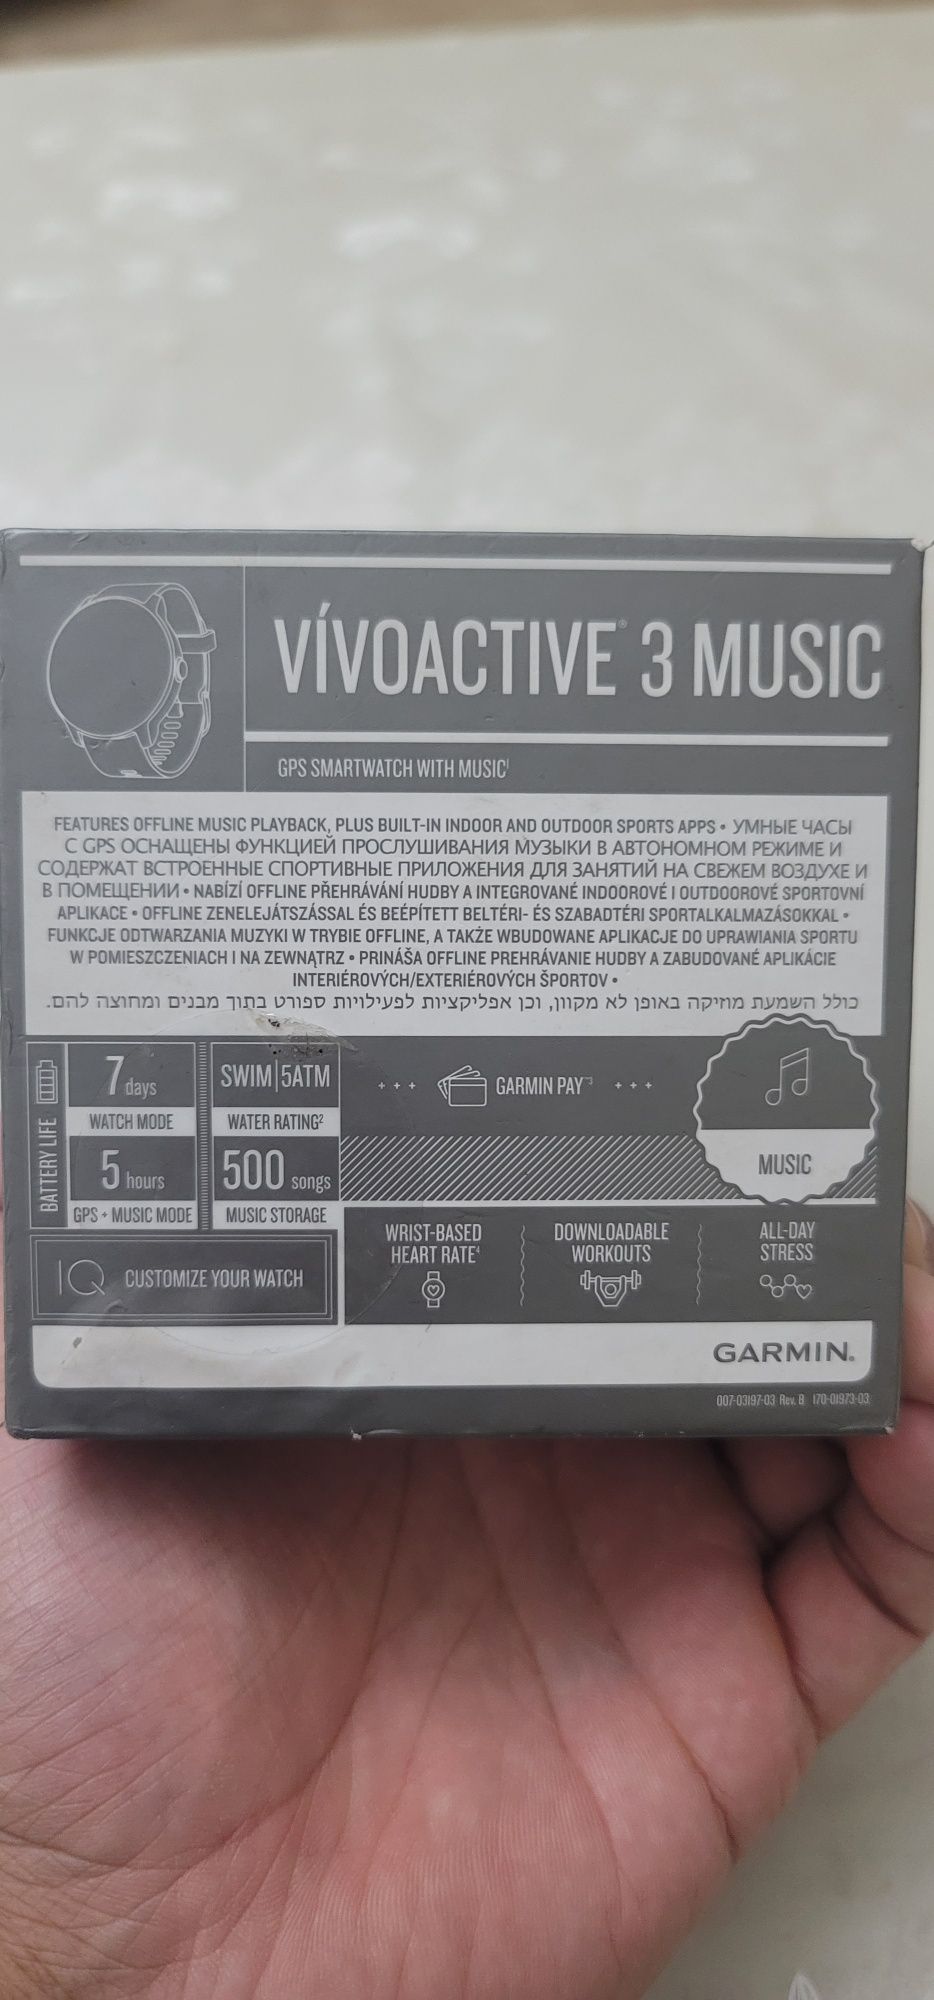 VÍVOACTIVE® 3 MUSIC
GPS SMARTWATCH WITH MUSIC¹
FEATURES OFFLINE MUSIC PLAYBACK, PLUS BUILT-IN INDOOR AND OUTDOOR SPORTS APPS • УМНЫЕ ЧАСЫ
С GPS ОСНАЩЕНЫ ФУНКЦИЕЙ ПРОСЛУШИВАНИЯ МУЗЫКИ В АВТОНОМНОМ РЕЖИМЕ И
СОДЕРЖАТ ВСТРОЕННЫЕ СПОРТИВНЫЕ ПРИЛОЖЕНИЯ ДЛЯ ЗАНЯТИЙ НА СВЕЖЕМ ВОЗДУХЕ И
В ПОМЕЩЕНИИ • NABÍZÍ OFFLINE PŘEHRÁVÁNÍ HUDBY A INTEGROVANÉ INDOOROVÉ I OUTDOOROVÉ SPORTOVNÍ
APLIKACE • OFFLINE ZENELEJÁTSZÁSSAL ÉS BEÉPÍTETT BELTÉRI- ÉS SZABADTÉRI SPORTALKALMAZÁSOKKAL •
FUNKCJE ODTWARZANIA MUZYKI W TRYBIE OFFLINE, A TAKŻE WBUDOWANE APLIKACJE DO UPRAWIANIA SPORTU
W POMIESZCZENIACH I NA ZEWNĄTRZ • PRINÁŠA OFFLINE PREHRÁVANIE HUDBY A ZABUDOVANÉ APLIKÁCIE
INTERIÉROVÝCH/EXTERIÉROVÝCH ŠPORTOV •
כולל השמעת מוזיקה באופן לא מקוון, וכן אפליקציות לפעילויות ספורט בתוך מבנים ומחוצה להם.
BATTERY LIFE
7 days
WATCH MODE
5 hours
GPS + MUSIC MODE
SWIM|5ATM
WATER RATING²
500 songs
MUSIC STORAGE
+ + + GARMIN PAY™³ + + +
MUSIC
IQ CUSTOMIZE YOUR WATCH
WRIST-BASED
HEART RATE⁴
DOWNLOADABLE
WORKOUTS
ALL-DAY
STRESS
GARMIN.
007-03197-03 Rev. B 170-01973-03